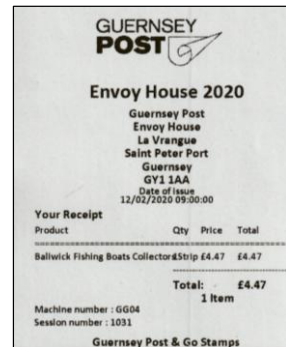 GUERNSEY
POST
Envoy House 2020
Guernsey Post
Envoy House
La Vrangue
Saint Peter Port
Guernsey
GY1 1AA
Date of Issue
12/02/2020 09:00:00
Your Receipt
Product Qty Price Total
Bailiwick Fishing Boats Collectors Strip £4.47 £4.47
Total: £4.47
1 Item
Machine number : GG04
Session number : 1031
Guernsey Post & Go Stamps